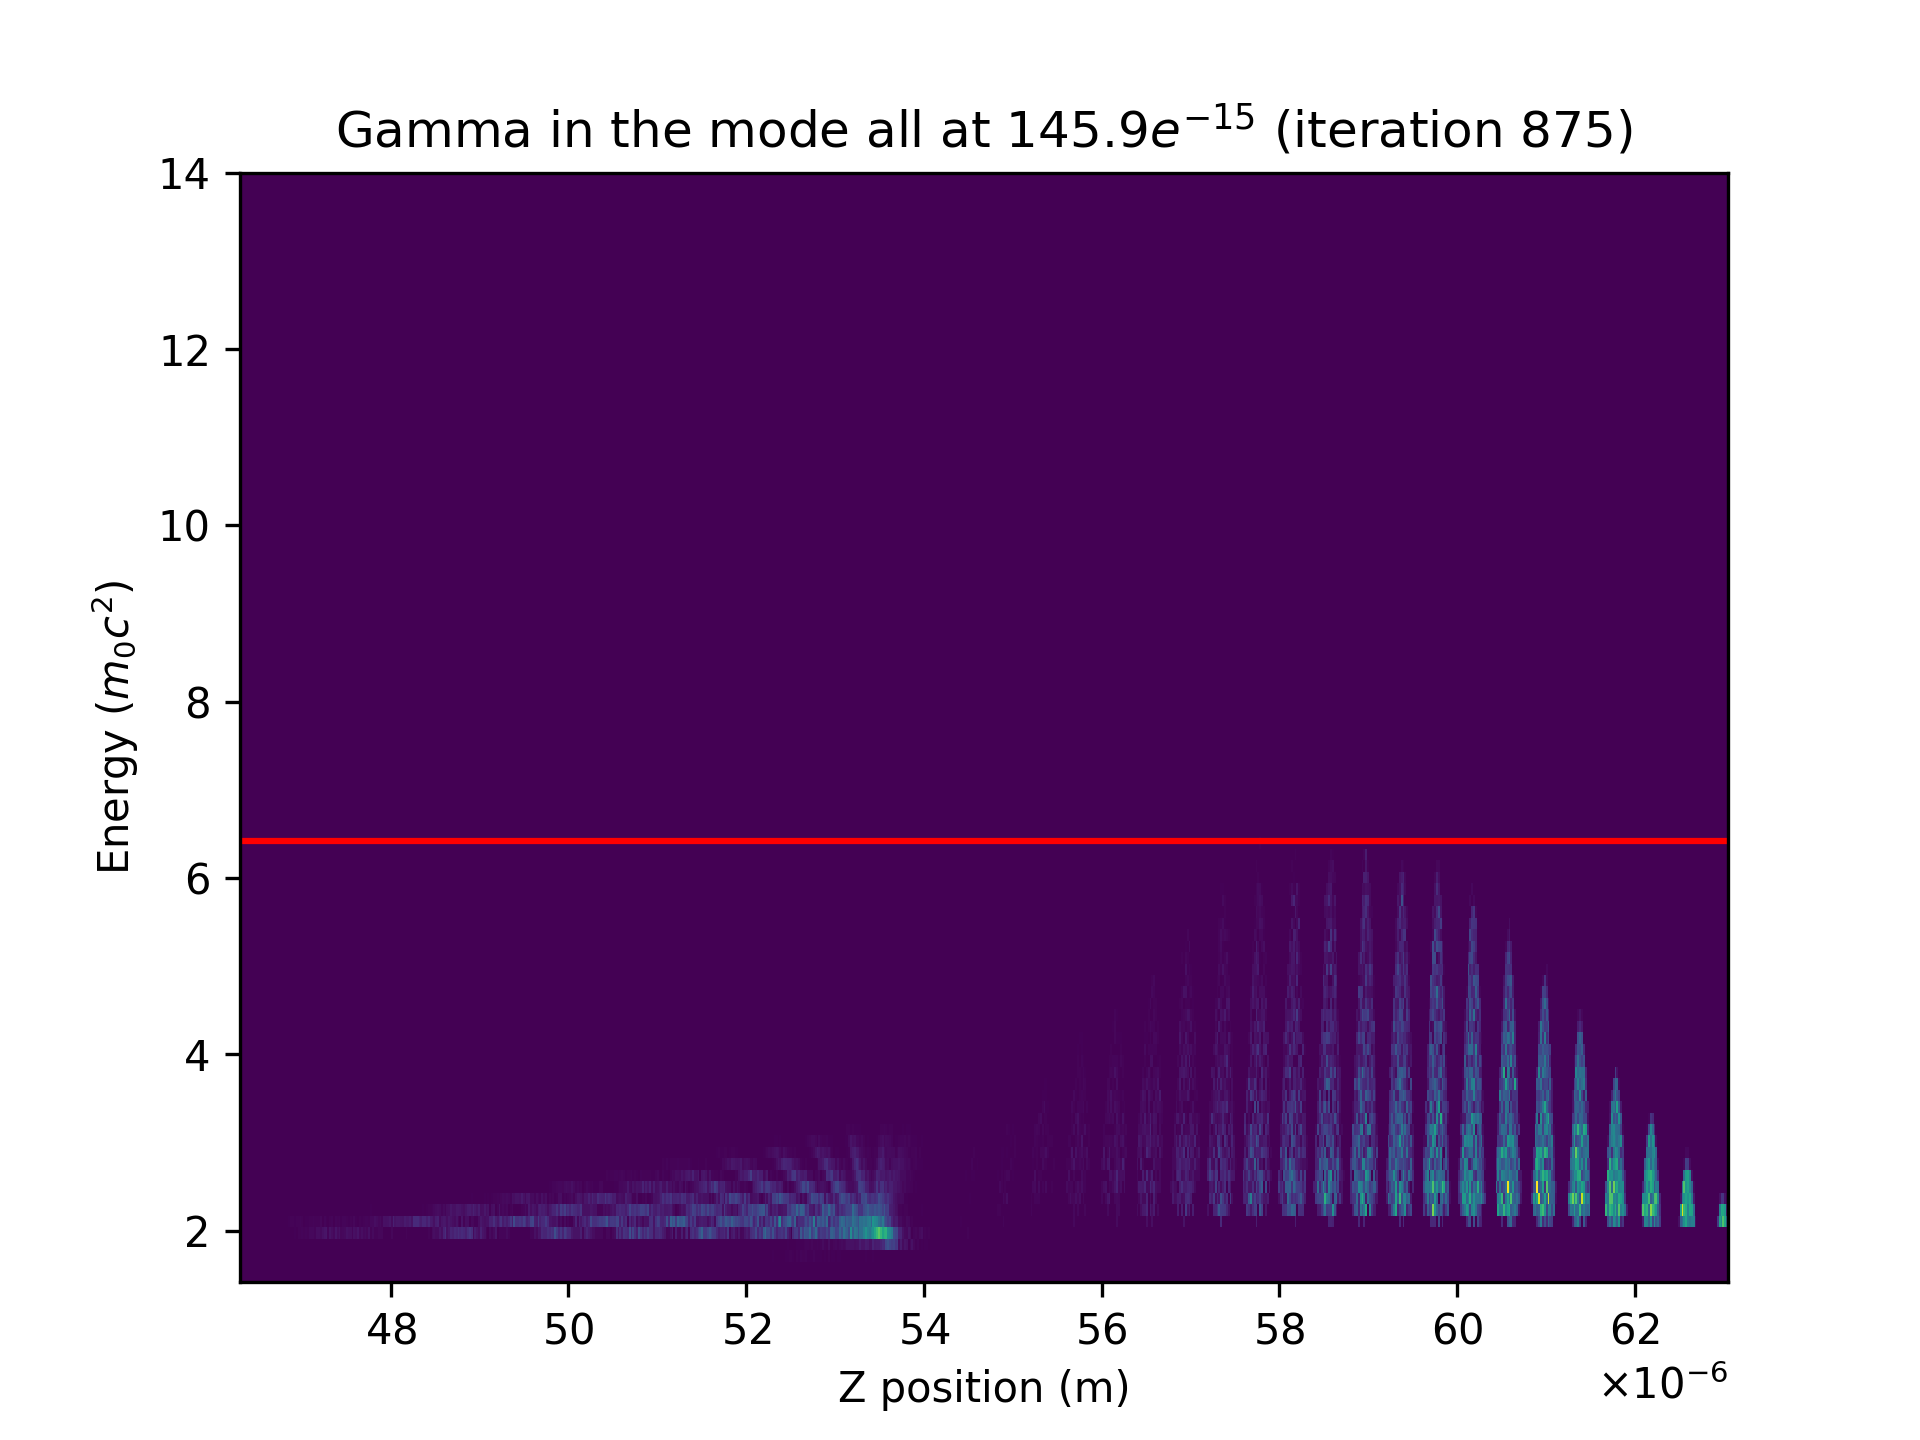 Gamma in the mode all at 145.9e⁻¹⁵ (iteration 875)
14
12
10
8
6
4
2
Energy (m₀c²)
48 50 52 54 56 58 60 62
×10⁻⁶
Z position (m)